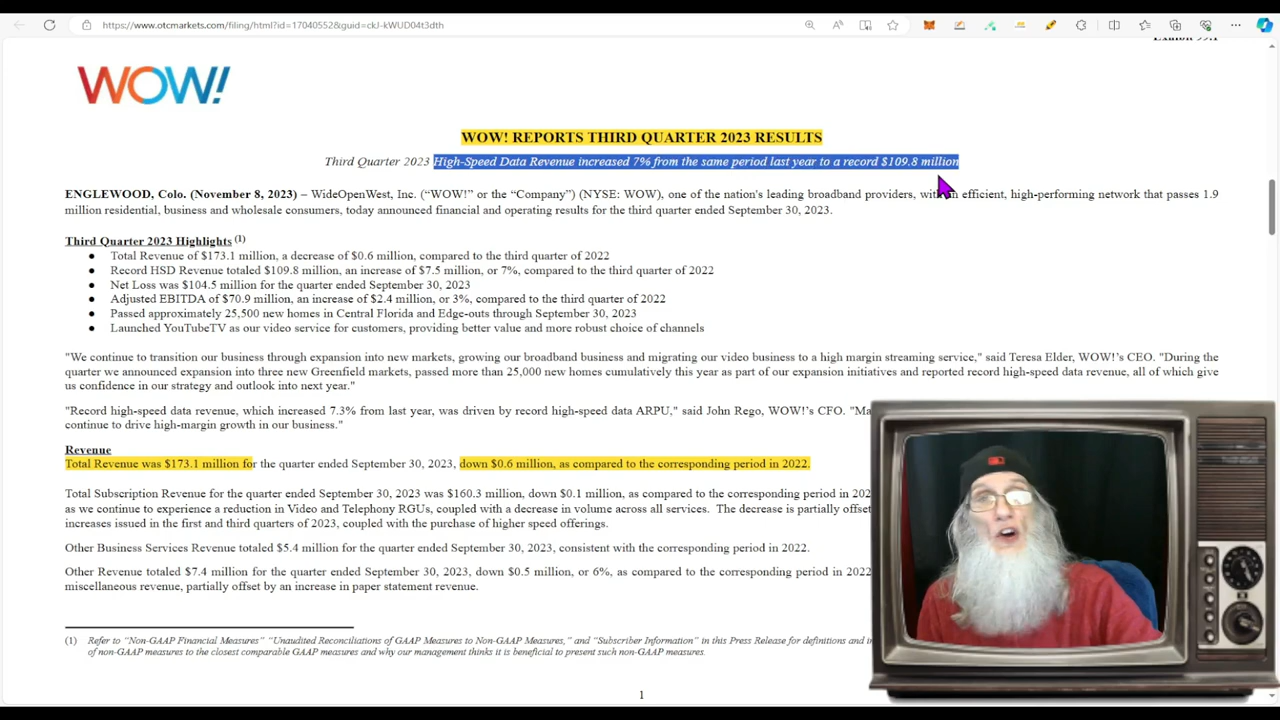 https://www.otcmarkets.com/filing/html?id=17040552&guid=ckJ-kWUD04t3dth
WOW!
WOW! REPORTS THIRD QUARTER 2023 RESULTS
Third Quarter 2023 High-Speed Data Revenue increased 7% from the same period last year to a record $109.8 million
ENGLEWOOD, Colo. (November 8, 2023) – WideOpenWest, Inc. (“WOW!” or the “Company”) (NYSE: WOW), one of the nation's leading broadband providers, with an efficient, high-performing network that passes 1.9
million residential, business and wholesale consumers, today announced financial and operating results for the third quarter ended September 30, 2023.
Third Quarter 2023 Highlights (1)
● Total Revenue of $173.1 million, a decrease of $0.6 million, compared to the third quarter of 2022
● Record HSD Revenue totaled $109.8 million, an increase of $7.5 million, or 7%, compared to the third quarter of 2022
● Net Loss was $104.5 million for the quarter ended September 30, 2023
● Adjusted EBITDA of $70.9 million, an increase of $2.4 million, or 3%, compared to the third quarter of 2022
● Passed approximately 25,500 new homes in Central Florida and Edge-outs through September 30, 2023
● Launched YouTubeTV as our video service for customers, providing better value and more robust choice of channels
"We continue to transition our business through expansion into new markets, growing our broadband business and migrating our video business to a high margin streaming service," said Teresa Elder, WOW!’s CEO. "During the
quarter we announced expansion into three new Greenfield markets, passed more than 25,000 new homes cumulatively this year as part of our expansion initiatives and reported record high-speed data revenue, all of which give
us confidence in our strategy and outlook into next year."
"Record high-speed data revenue, which increased 7.3% from last year, was driven by record high-speed data ARPU," said John Rego, WOW!’s CFO.
continue to drive high-margin growth in our business."
Revenue
Total Revenue was $173.1 million for the quarter ended September 30, 2023, down $0.6 million, as compared to the corresponding period in 2022.
Total Subscription Revenue for the quarter ended September 30, 2023 was $160.3 million, down $0.1 million, as compared to the corresponding period in 202
as we continue to experience a reduction in Video and Telephony RGUs, coupled with a decrease in volume across all services. The decrease is partially offset
increases issued in the first and third quarters of 2023, coupled with the purchase of higher speed offerings.
Other Business Services Revenue totaled $5.4 million for the quarter ended September 30, 2023, consistent with the corresponding period in 2022.
Other Revenue totaled $7.4 million for the quarter ended September 30, 2023, down $0.5 million, or 6%, as compared to the corresponding period in 2022
miscellaneous revenue, partially offset by an increase in paper statement revenue.
(1) Refer to “Non-GAAP Financial Measures” “Unaudited Reconciliations of GAAP Measures to Non-GAAP Measures,” and “Subscriber Information” in this Press Release for definitions and
of non-GAAP measures to the closest comparable GAAP measures and why our management thinks it is beneficial to present such non-GAAP measures.
1